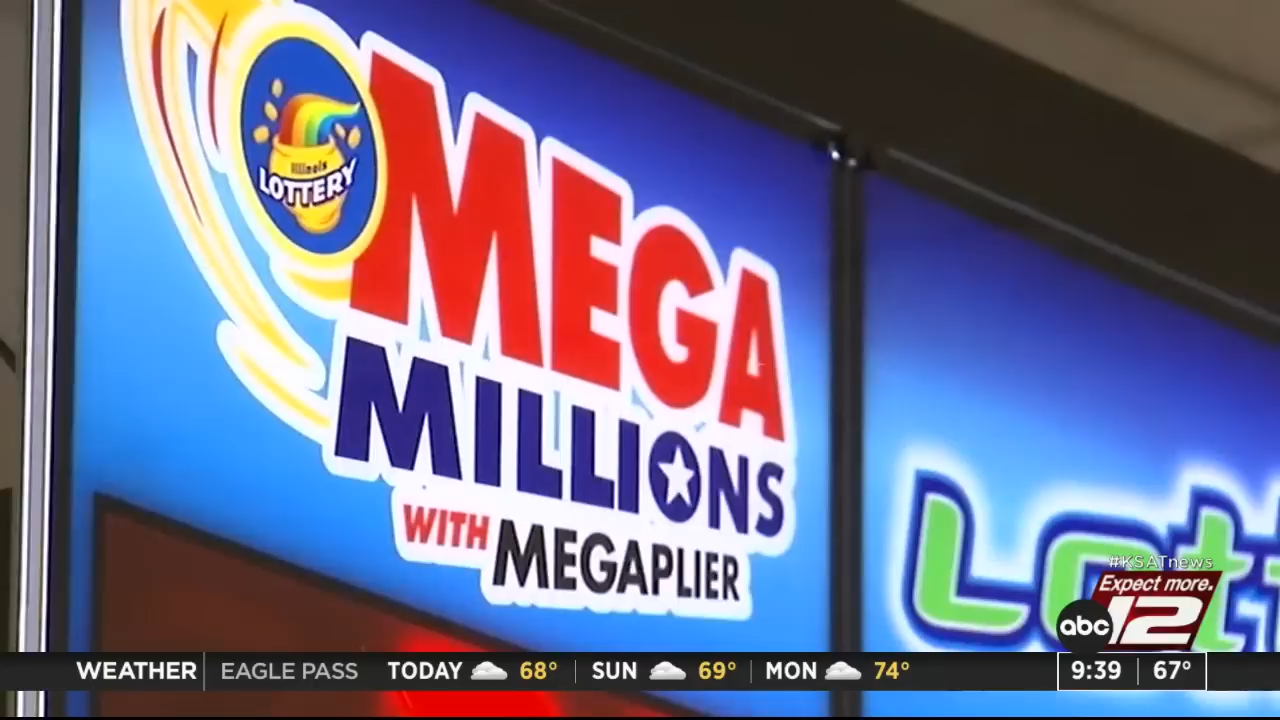 Illinois
LOTTERY
MEGA
MILLIONS
WITH MEGAPLIER
#KSATnews
Expect more.
abc 12
WEATHER EAGLE PASS TODAY 68° SUN 69° MON 74° 9:39 67°